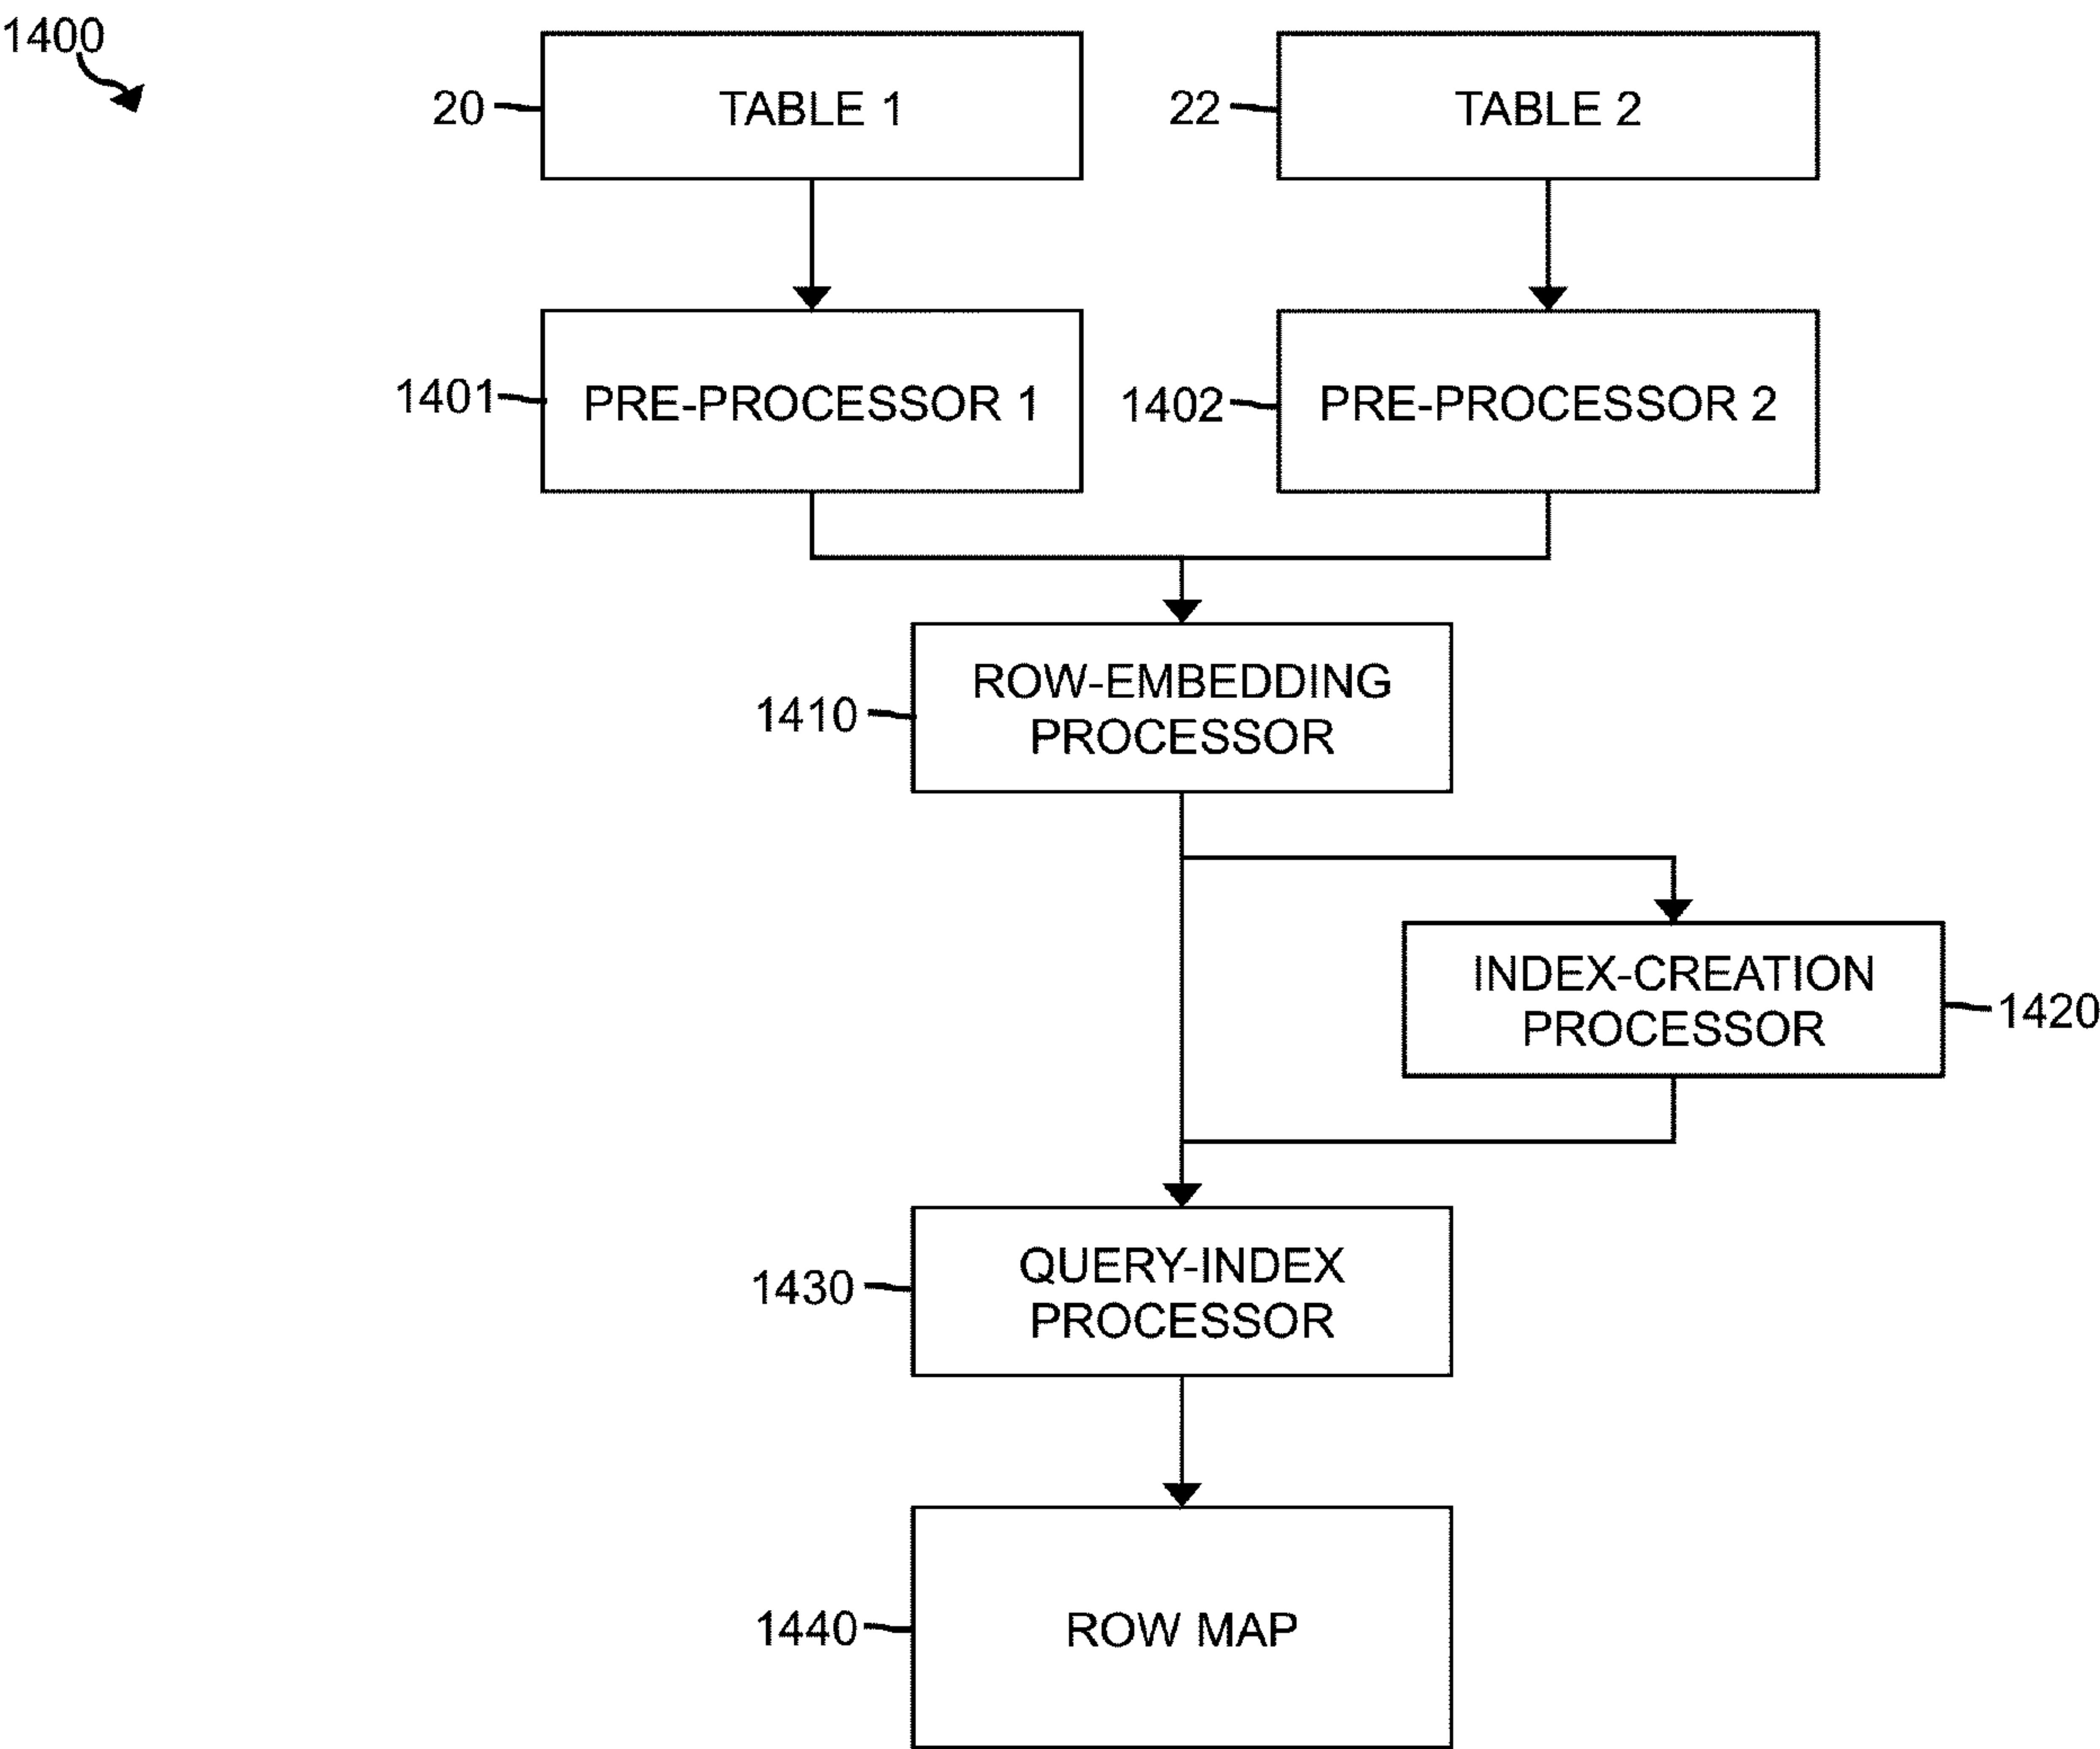 1400
20
TABLE 1
22
TABLE 2
1401
PRE-PROCESSOR 1
1402
PRE-PROCESSOR 2
1410
ROW-EMBEDDING
PROCESSOR
INDEX-CREATION
PROCESSOR
1420
1430
QUERY-INDEX
PROCESSOR
1440
ROW MAP